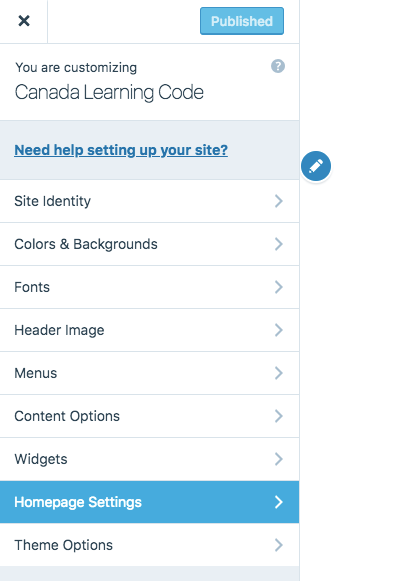 Published
You are customizing
?
Canada Learning Code
Need help setting up your site?
Site Identity
Colors & Backgrounds
Fonts
Header Image
Menus
Content Options
Widgets
Homepage Settings
Theme Options